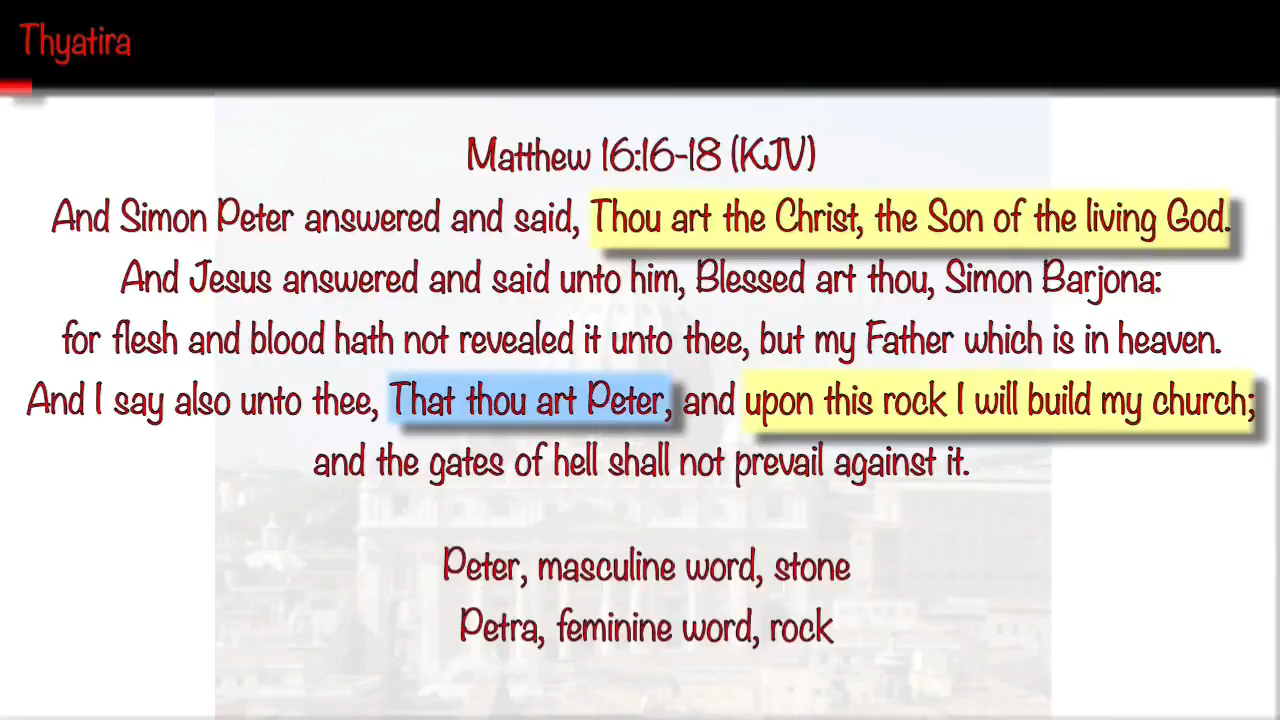 Thyatira
Matthew 16:16-18 (KJV)
And Simon Peter answered and said, Thou art the Christ, the Son of the living God.
And Jesus answered and said unto him, Blessed art thou, Simon Barjona:
for flesh and blood hath not revealed it unto thee, but my Father which is in heaven.
And I say also unto thee, That thou art Peter, and upon this rock I will build my church;
and the gates of hell shall not prevail against it.
Peter, masculine word, stone
Petra, feminine word, rock